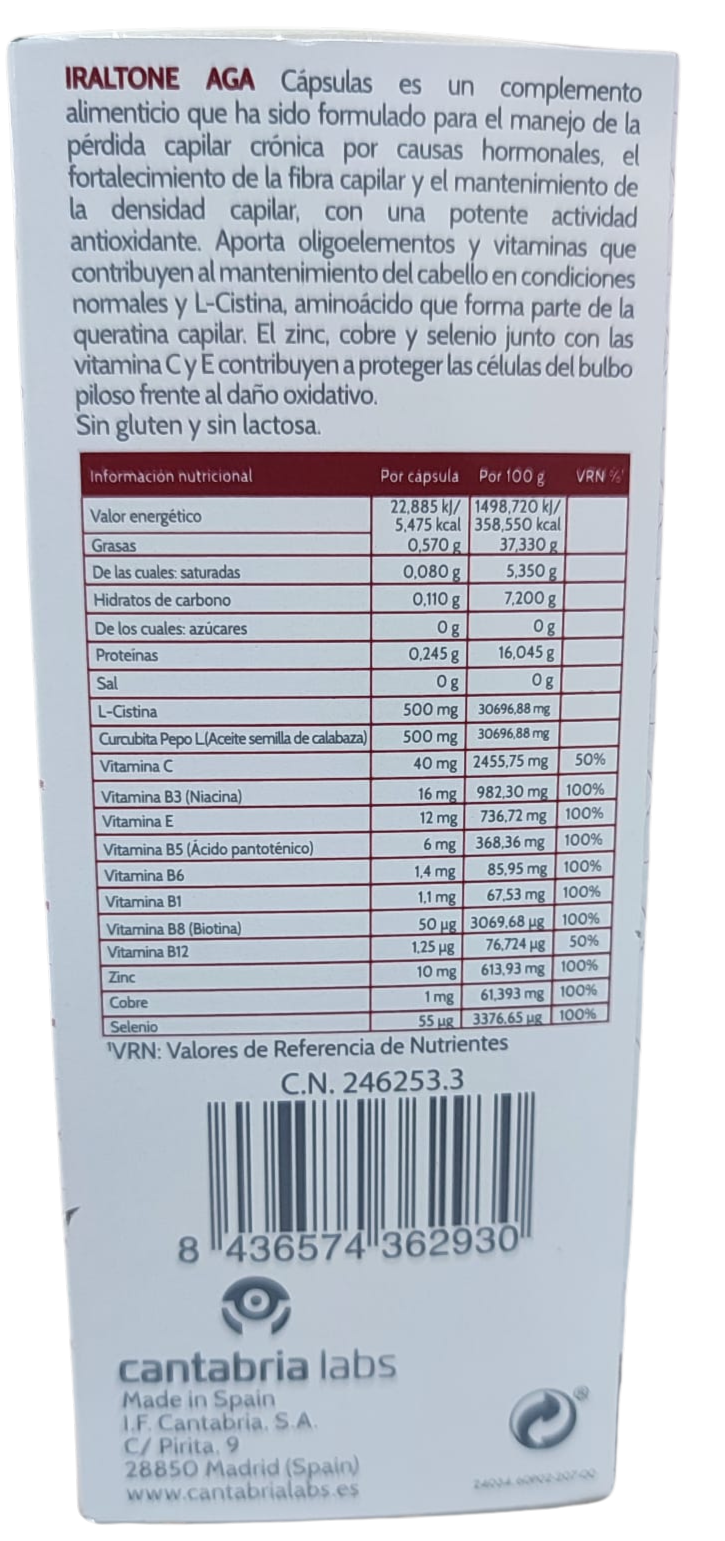 IRALTONE AGA Cápsulas es un complemento
alimenticio que ha sido formulado para el manejo de la
pérdida capilar crónica por causas hormonales, el
fortalecimiento de la fibra capilar y el mantenimiento de
la densidad capilar, con una potente actividad
antioxidante. Aporta oligoelementos y vitaminas que
contribuyen al mantenimiento del cabello en condiciones
normales y L-Cistina, aminoácido que forma parte de la
queratina capilar. El zinc, cobre y selenio junto con las
vitamina C y E contribuyen a proteger las células del bulbo
piloso frente al daño oxidativo.
Sin gluten y sin lactosa.
Información nutricional Por cápsula Por 100 g VRN %¹
Valor energético 22,885 kJ/ 5,475 kcal 1498,720 kJ/ 358,550 kcal
Grasas 0,570 g 37,330 g
De las cuales: saturadas 0,080 g 5,350 g
Hidratos de carbono 0,110 g 7,200 g
De los cuales: azúcares 0 g 0 g
Proteínas 0,245 g 16,045 g
Sal 0 g 0 g
L-Cistina 500 mg 30696,88 mg
Curcubita Pepo L.(Aceite semilla de calabaza) 500 mg 30696,88 mg
Vitamina C 40 mg 2455,75 mg 50%
Vitamina B3 (Niacina) 16 mg 982,30 mg 100%
Vitamina E 12 mg 736,72 mg 100%
Vitamina B5 (Ácido pantoténico) 6 mg 368,36 mg 100%
Vitamina B6 1,4 mg 85,95 mg 100%
Vitamina B1 1,1 mg 67,53 mg 100%
Vitamina B8 (Biotina) 50 µg 3069,68 µg 100%
Vitamina B12 1,25 µg 76,724 µg 50%
Zinc 10 mg 613,93 mg 100%
Cobre 1 mg 61,393 mg 100%
Selenio 55 µg 3376,65 µg 100%
¹VRN: Valores de Referencia de Nutrientes
C.N. 246253.3
8 436574 362930
cantabria labs
Made in Spain
I.F. Cantabria, S.A.
C/ Pirita, 9
28850 Madrid (Spain)
www.cantabrialabs.es